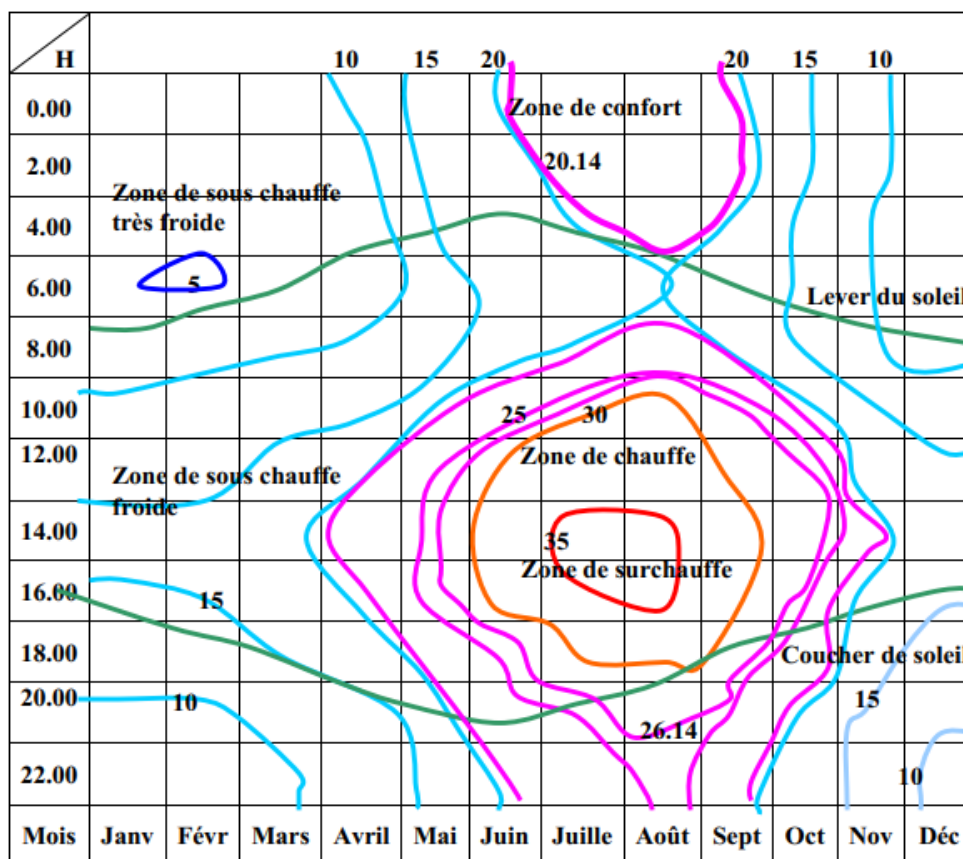 H 10 15 20 20 15 10
0.00 Zone de confort
2.00 20.14
Zone de sous chauffe
très froide
4.00
6.00 5
Lever du soleil
8.00
10.00 25 30
12.00 Zone de chauffe
Zone de sous chauffe
froide
14.00 35
Zone de surchauffe
16.00 15
18.00 Coucher de soleil
20.00 10 15
26.14
22.00 10
Mois Janv Févr Mars Avril Mai Juin Juille Août Sept Oct Nov Déc